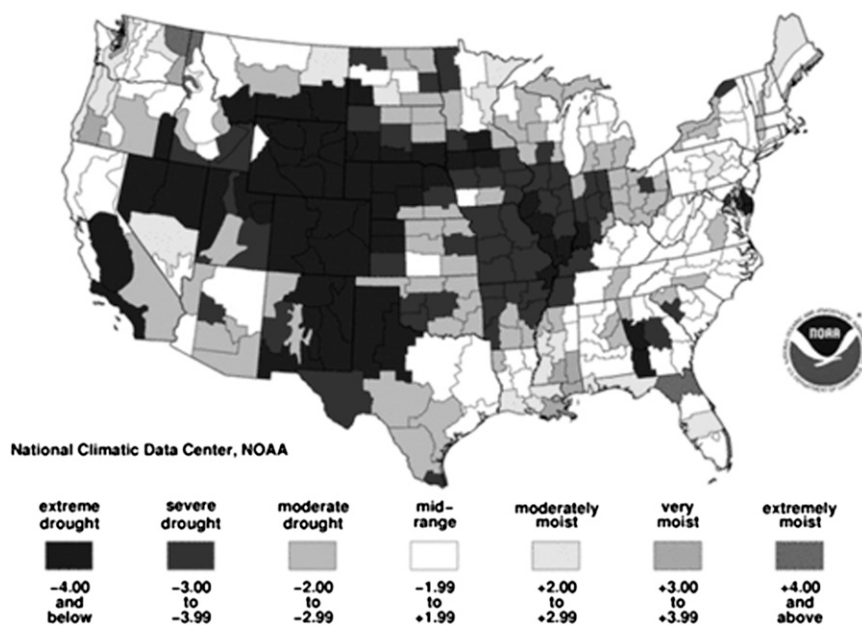 NOAA
National Climatic Data Center, NOAA
extreme drought
severe drought
moderate drought
mid-range
moderately moist
very moist
extremely moist
−4.00 and below
−3.00 to −3.99
−2.00 to −2.99
−1.99 to +1.99
+2.00 to +2.99
+3.00 to +3.99
+4.00 and above